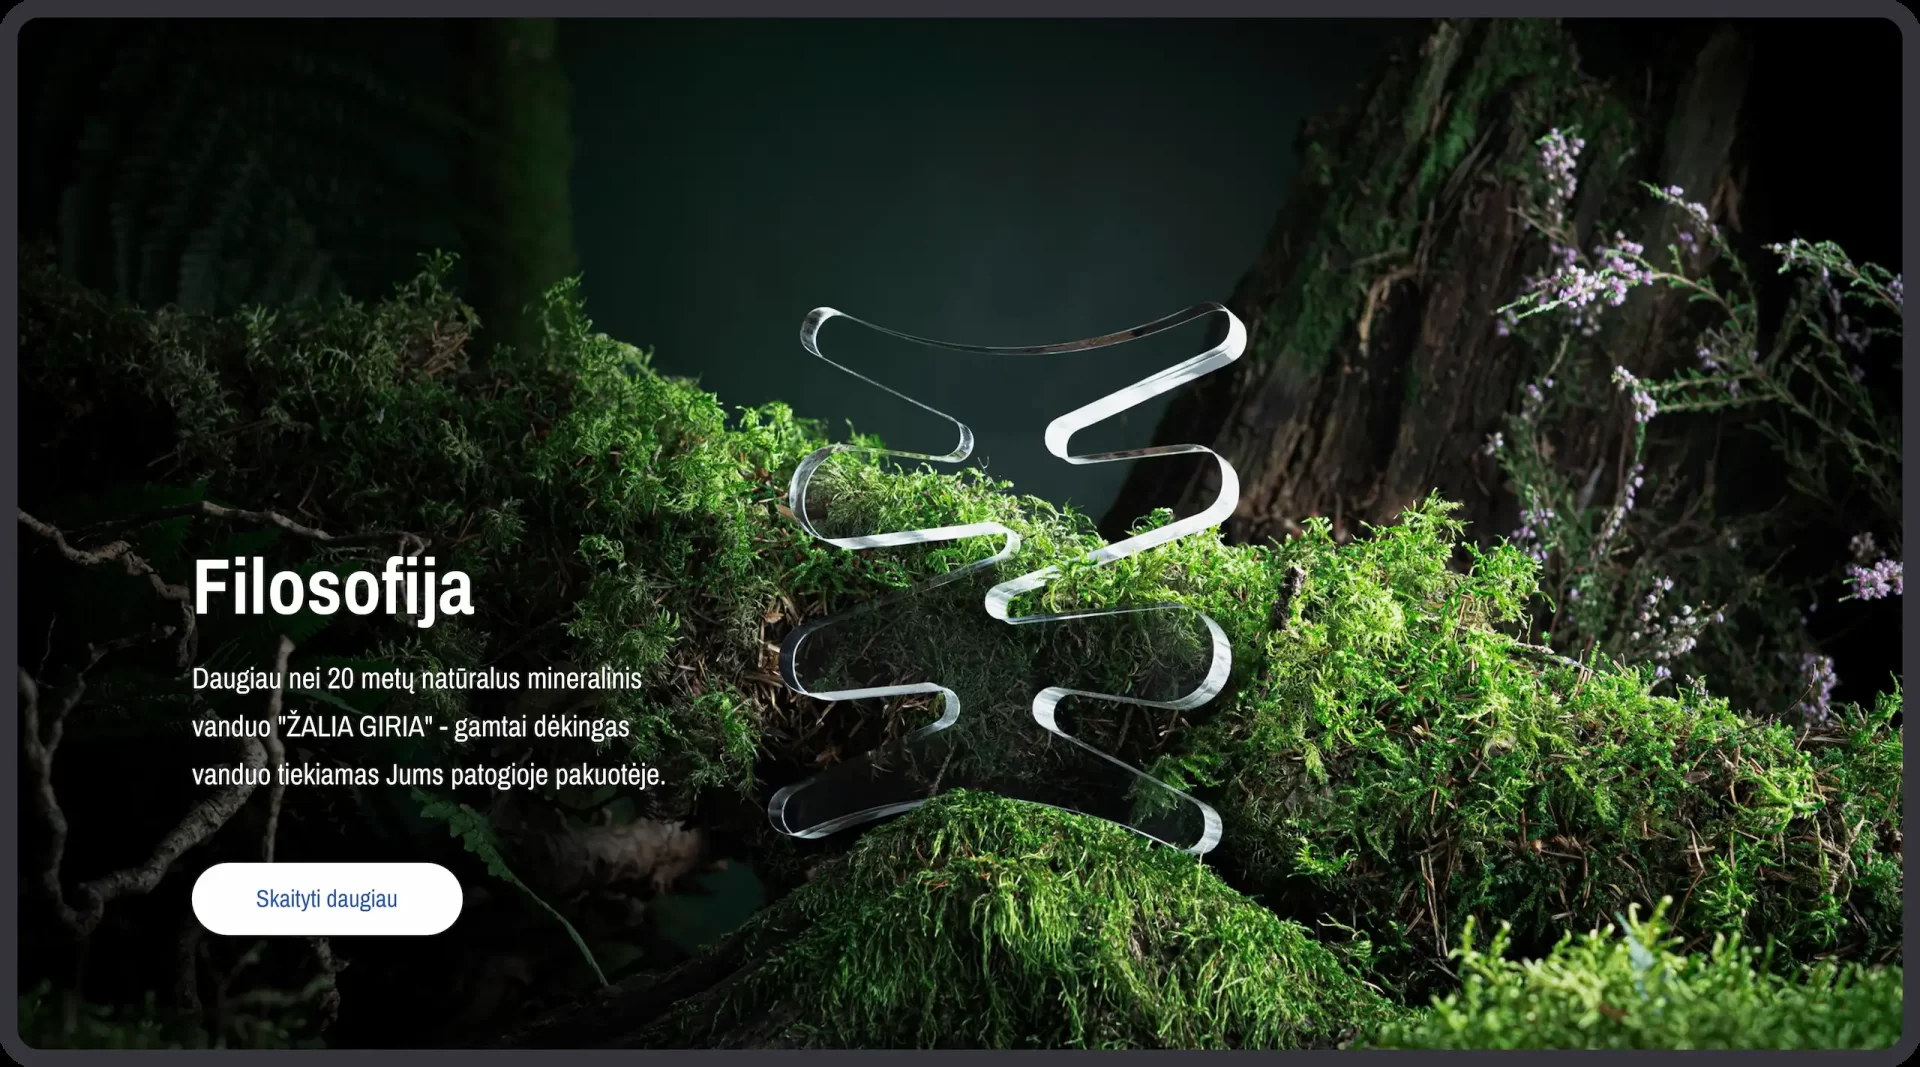 Filosofija
Daugiau nei 20 metų natūralus mineralinis
vanduo "ŽALIA GIRIA" - gamtai dėkingas
vanduo tiekiamas Jums patogioje pakuotėje.
Skaityti daugiau